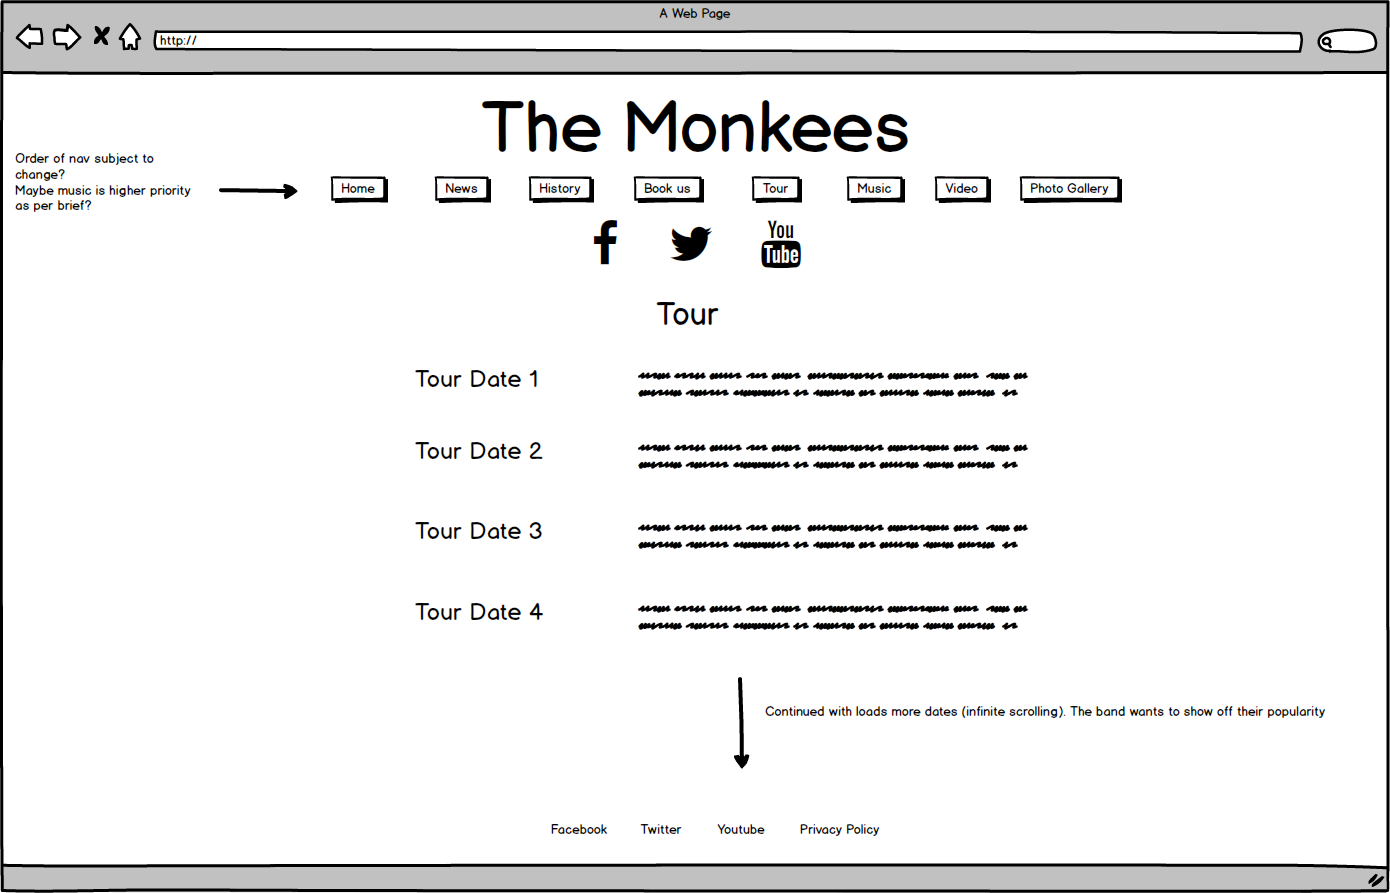 A Web Page
http://
The Monkees
Order of nav subject to
change?
Maybe music is higher priority
as per brief?
Home News History Book us Tour Music Video Photo Gallery
You
Tube
Tour
Tour Date 1
Tour Date 2
Tour Date 3
Tour Date 4
Continued with loads more dates (infinite scrolling). The band wants to show off their popularity
Facebook Twitter Youtube Privacy Policy